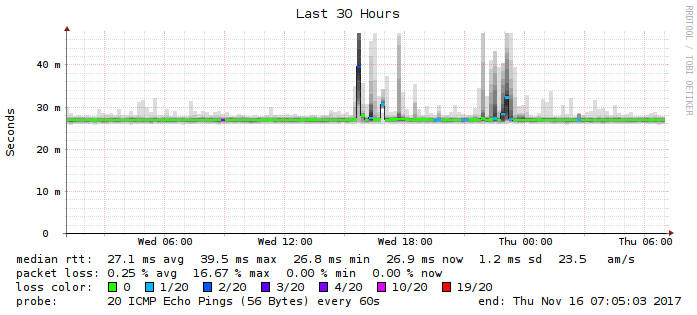 Last 30 Hours
RRDTOOL / TOBI OETIKER
Seconds
40 m
30 m
20 m
10 m
0
Wed 06:00 Wed 12:00 Wed 18:00 Thu 00:00 Thu 06:00
median rtt: 27.1 ms avg 39.5 ms max 26.8 ms min 26.9 ms now 1.2 ms sd 23.5 am/s
packet loss: 0.25 % avg 16.67 % max 0.00 % min 0.00 % now
loss color: 0 1/20 2/20 3/20 4/20 10/20 19/20
probe: 20 ICMP Echo Pings (56 Bytes) every 60s end: Thu Nov 16 07:05:03 2017